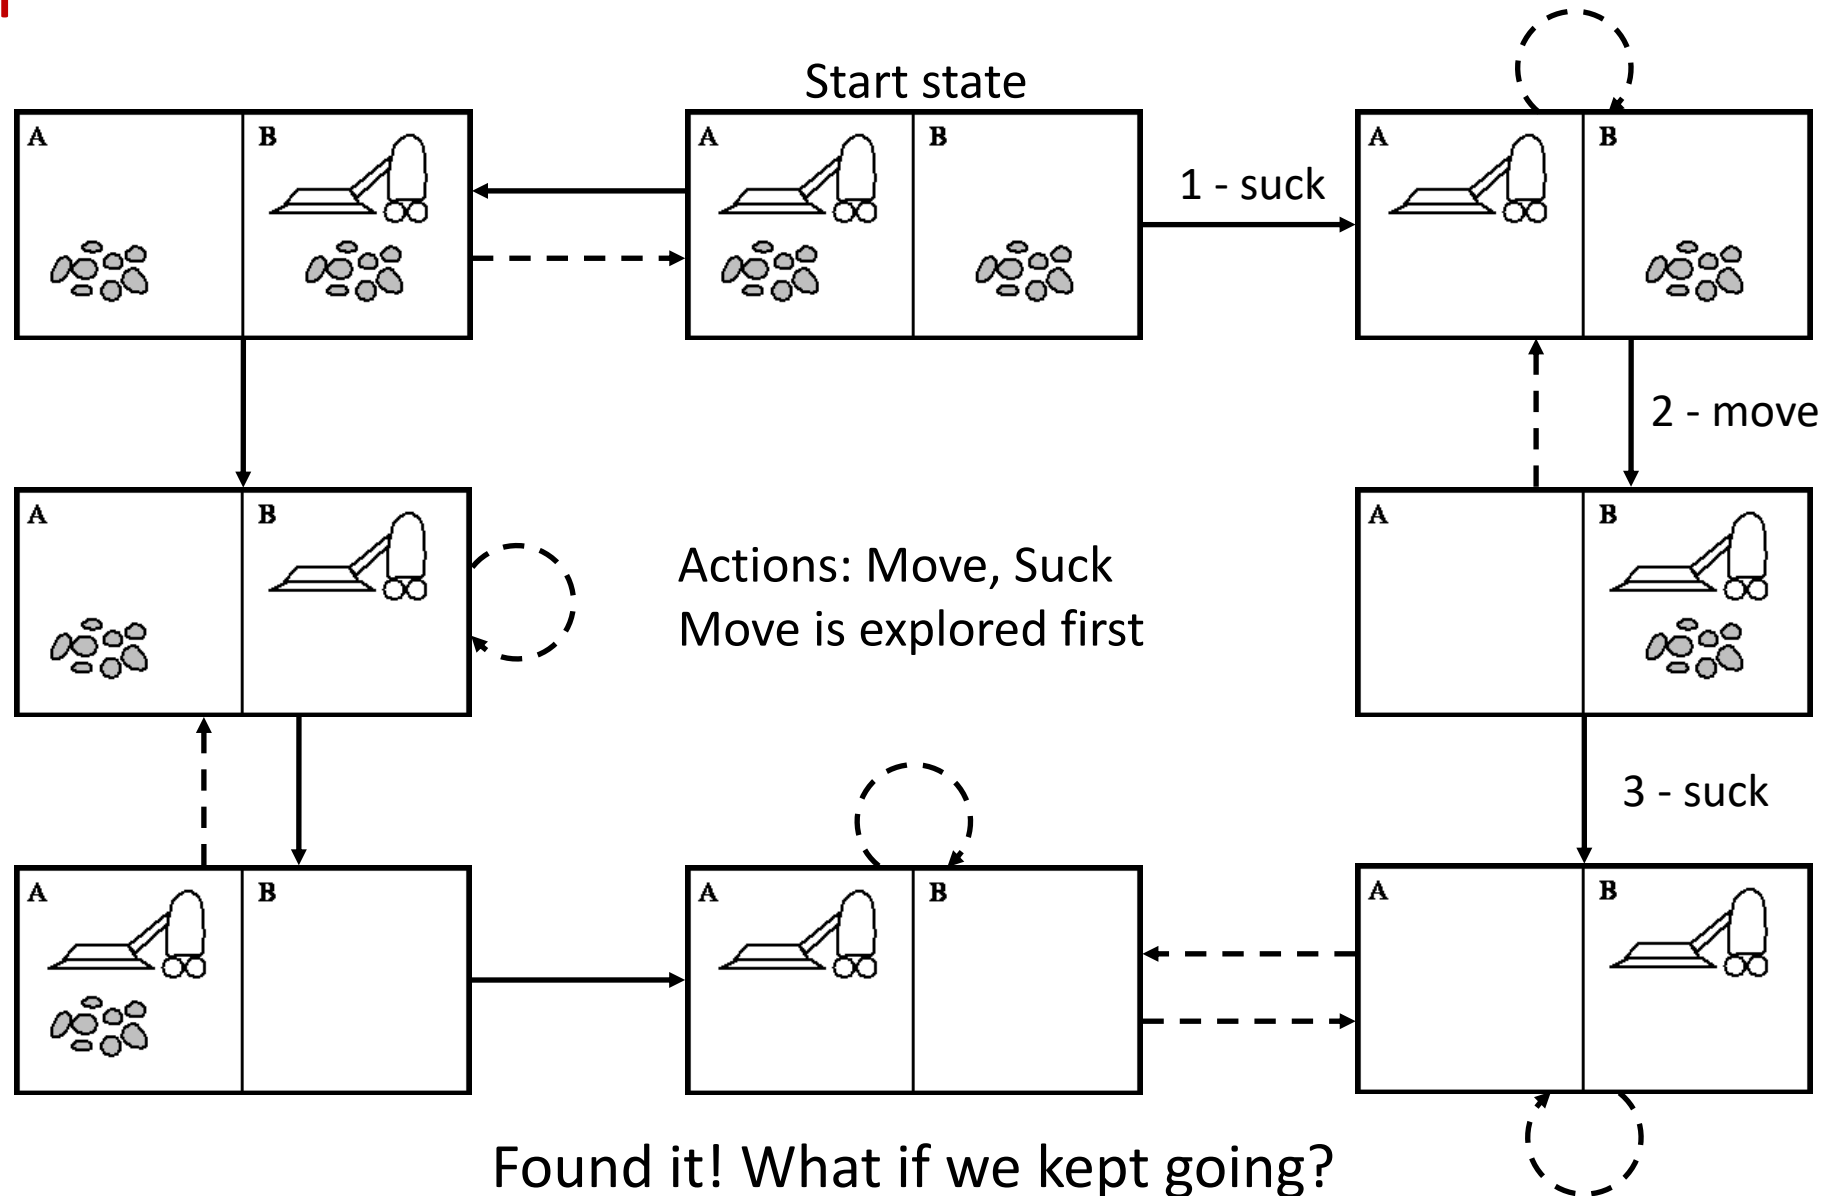 Start state
A B
A B
1 - suck
A B
2 - move
A B
Actions: Move, Suck
Move is explored first
A B
3 - suck
A B
A B
A B
Found it! What if we kept going?